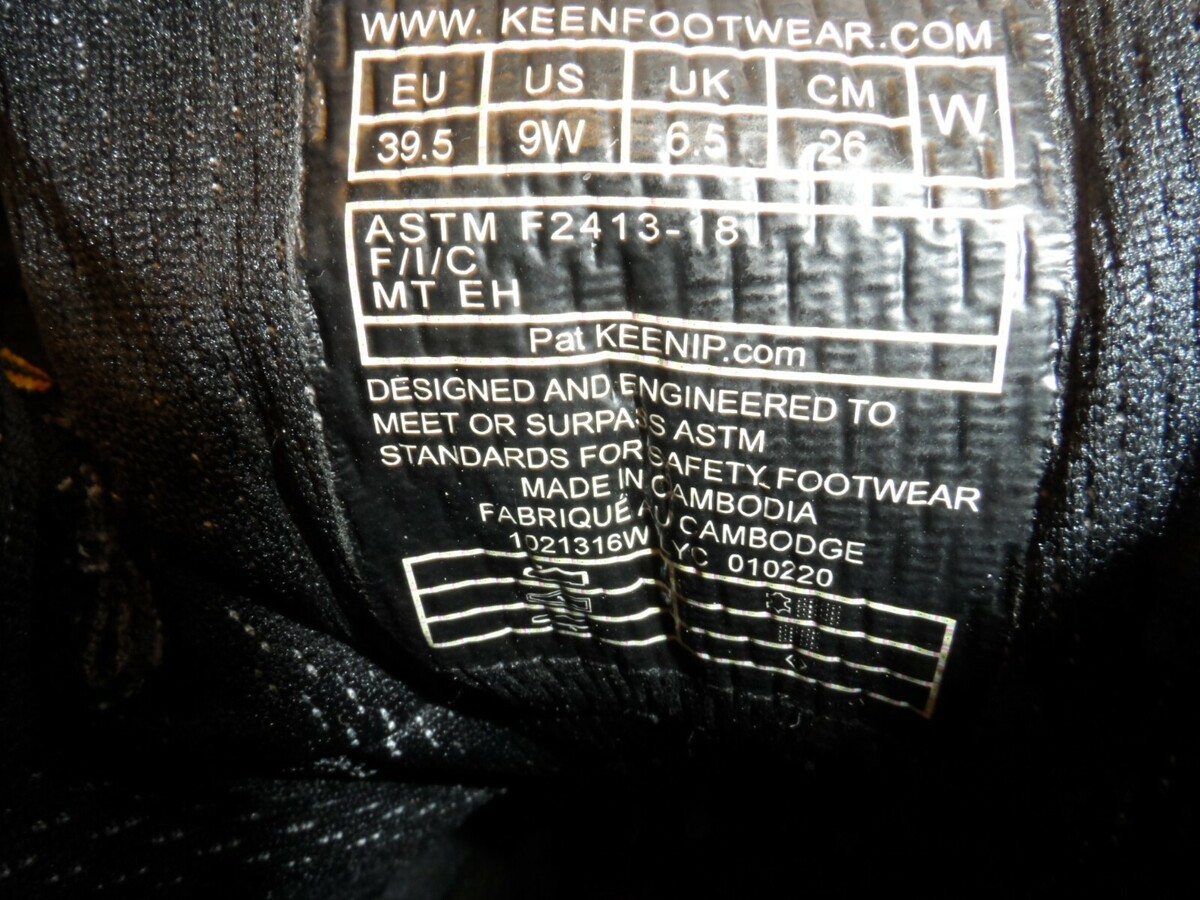 WWW. KEENFOOTWEAR.COM
EU US UK CM W
39.5 9W 6.5 26
ASTM F2413-18
F/I/C
MT EH
Pat KEENIP.com
DESIGNED AND ENGINEERED TO
MEET OR SURPASS ASTM
STANDARDS FOR SAFETY FOOTWEAR
MADE IN CAMBODIA
FABRIQUÉ AU CAMBODGE
1021316W LYC 010220